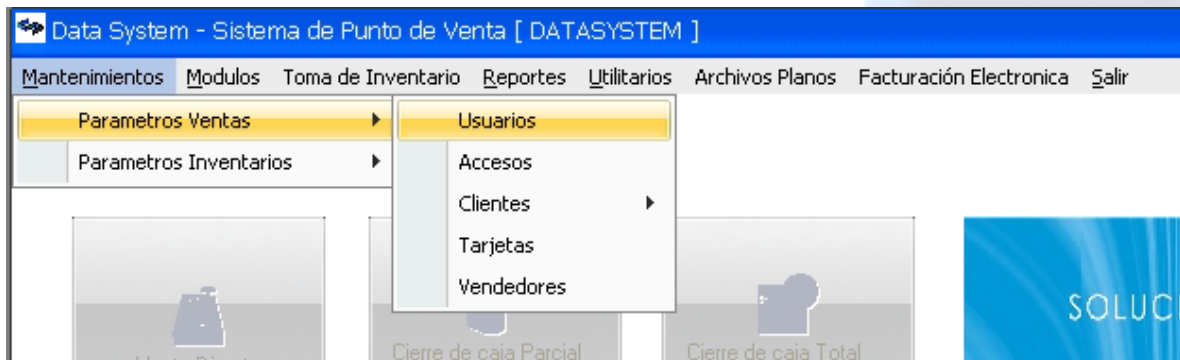 Data System - Sistema de Punto de Venta [ DATASYSTEM ]
Mantenimientos Modulos Toma de Inventario Reportes Utilitarios Archivos Planos Facturación Electronica Salir
Parametros Ventas
Parametros Inventarios
Usuarios
Accesos
Clientes
Tarjetas
Vendedores
Cierre de caja Parcial
Cierre de caja Total